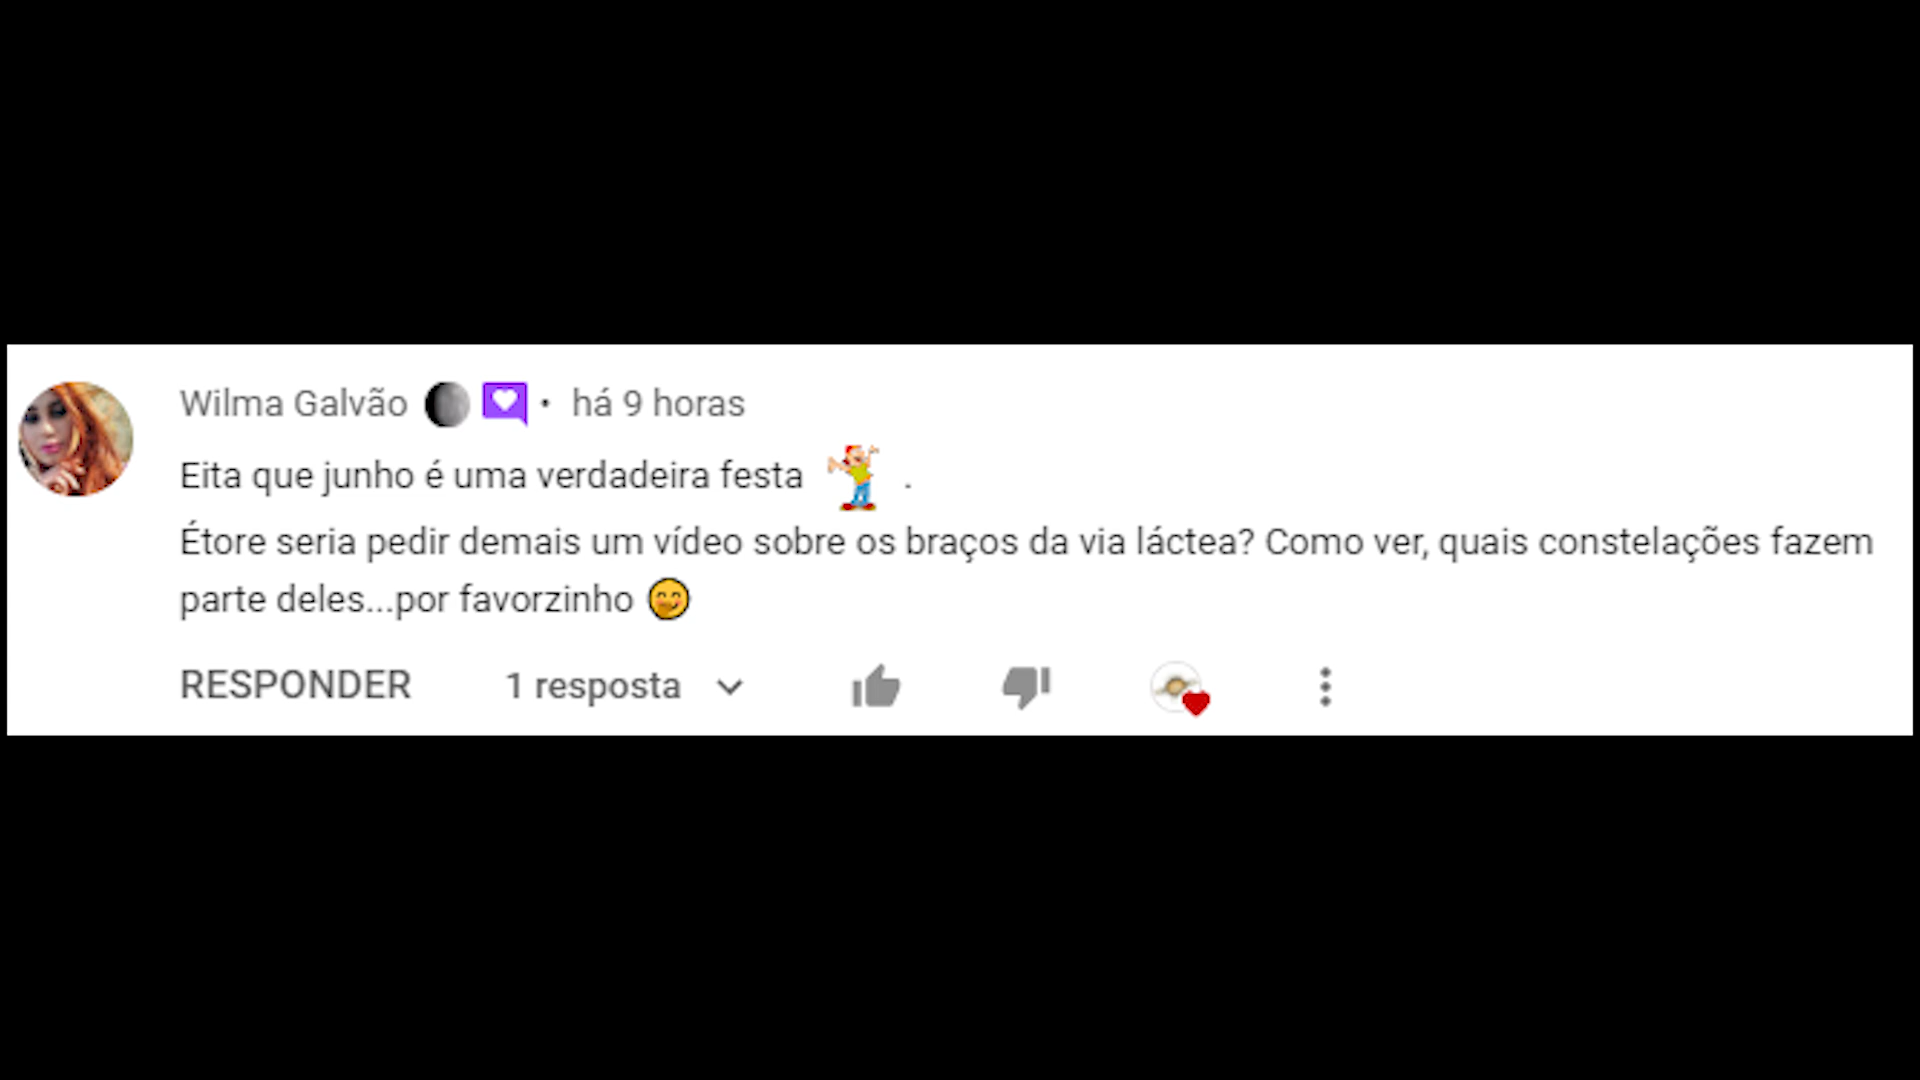 Wilma Galvão • há 9 horas
Eita que junho é uma verdadeira festa .
Étore seria pedir demais um vídeo sobre os braços da via láctea? Como ver, quais constelações fazem
parte deles...por favorzinho
RESPONDER 1 resposta